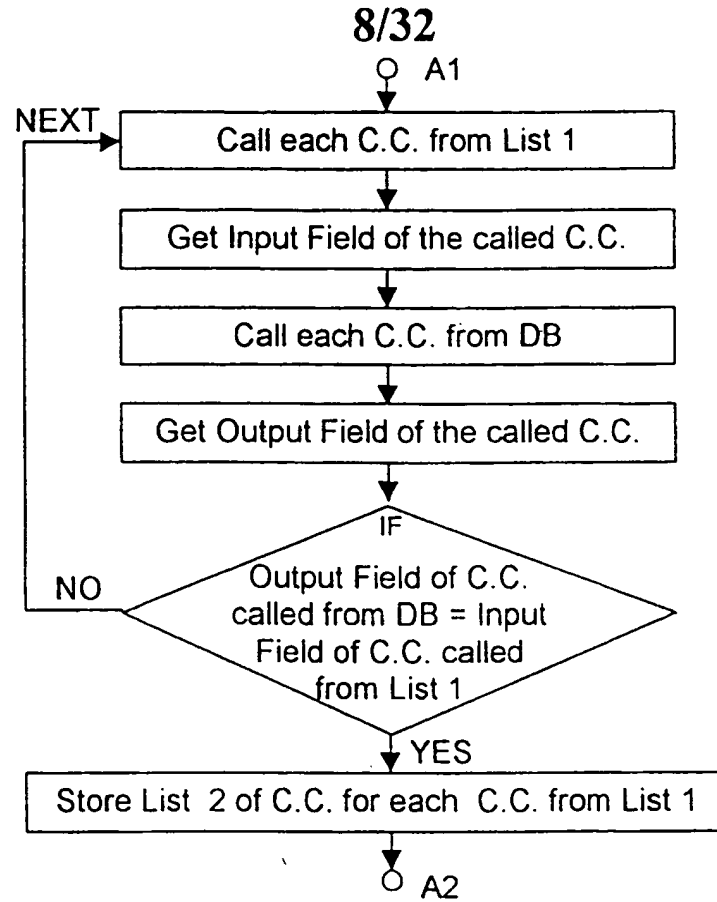 8/32
A1
NEXT
Call each C.C. from List 1
Get Input Field of the called C.C.
Call each C.C. from DB
Get Output Field of the called C.C.
IF
Output Field of C.C.
called from DB = Input
Field of C.C. called
from List 1
NO
YES
Store List 2 of C.C. for each C.C. from List 1
A2